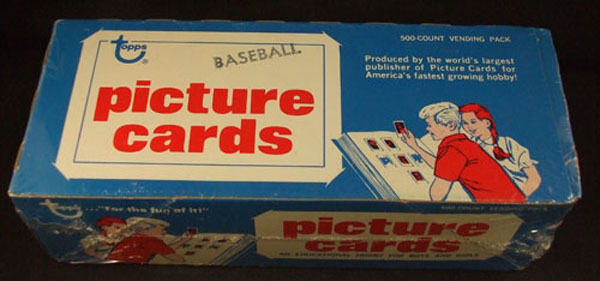 topps
BASEBALL
500-COUNT VENDING PACK
Produced by the world's largest
publisher of Picture Cards for
America's fastest growing hobby!
picture
cards
topps ..."for the fun of it!"
500-COUNT VENDING PACK
picture
cards
AN EDUCATIONAL HOBBY FOR BOYS AND GIRLS